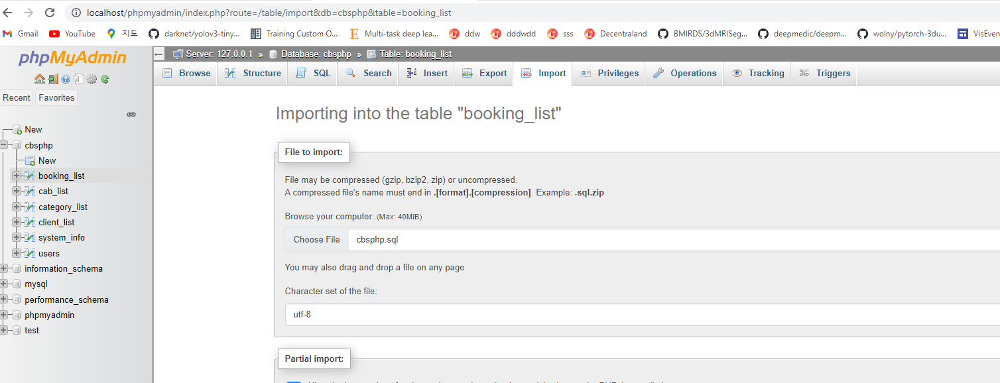 localhost/phpmyadmin/index.php?route=/table/import&db=cbsphp&table=booking_list
Gmail YouTube 지도 darknet/yolov3-tiny... Training Custom O... Multi-task deep lea... ddw dddwdd sss Decentraland BMIRDS/3dMRISeg... deepmedic/deepm... wolny/pytorch-3du... VisEven
phpMyAdmin
Recent Favorites
New
cbsphp
New
booking_list
cab_list
category_list
client_list
system_info
users
information_schema
mysql
performance_schema
phpmyadmin
test
Server: 127.0.0.1 » Database: cbsphp » Table: booking_list
Browse Structure SQL Search Insert Export Import Privileges Operations Tracking Triggers
Importing into the table "booking_list"
File to import:
File may be compressed (gzip, bzip2, zip) or uncompressed.
A compressed file's name must end in .[format].[compression]. Example: .sql.zip
Browse your computer: (Max: 40MiB)
Choose File cbsphp.sql
You may also drag and drop a file on any page.
Character set of the file:
utf-8
Partial import: